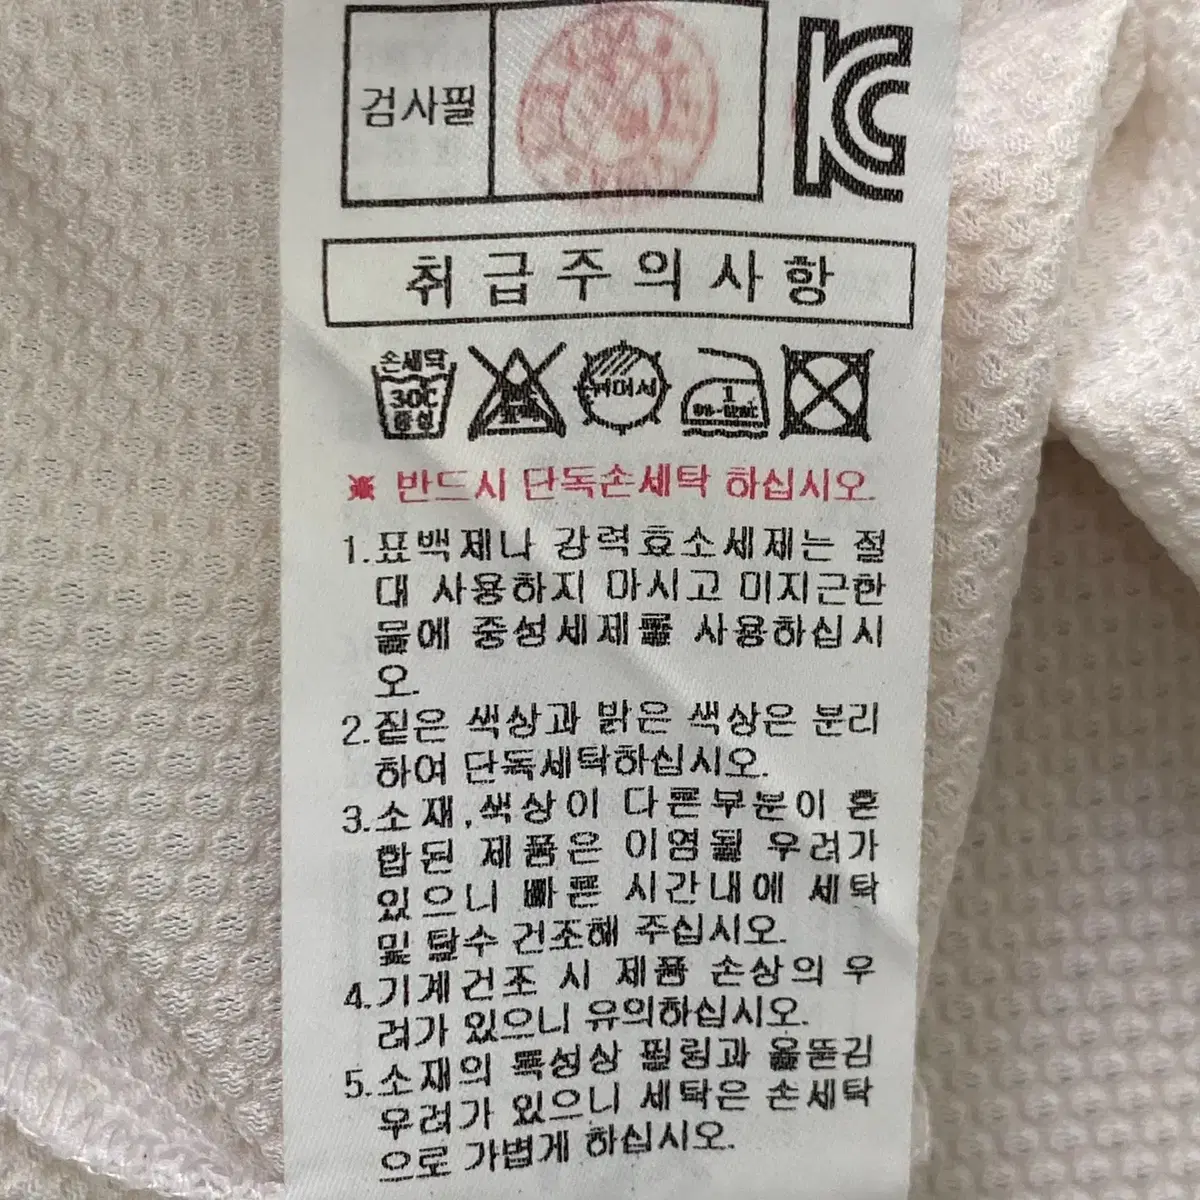 검사필
KC
취급주의사항
손세탁
30C
중성
1
※ 반드시 단독손세탁 하십시오.
1.표백제나 강력효소세제는 절
대 사용하지 마시고 미지근한
물에 중성세제를 사용하십시
오.
2.짙은 색상과 밝은 색상은 분리
하여 단독세탁하십시오.
3.소재,색상이 다른부분이 혼
합된 제품은 이염될 우려가
있으니 빠른 시간내에 세탁
및 탈수 건조해 주십시오.
4.기계건조 시 제품 손상의 우
려가 있으니 유의하십시오.
5.소재의 특성상 필링과 올뜯김
우려가 있으니 세탁은 손세탁
으로 가볍게 하십시오.